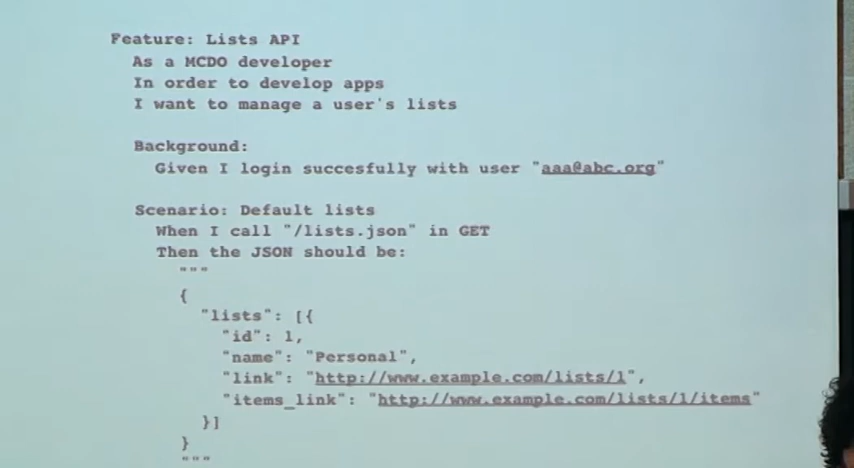 Feature: Lists API
As a MCDO developer
In order to develop apps
I want to manage a user's lists
Background:
Given I login succesfully with user "aaa@abc.org"
Scenario: Default lists
When I call "/lists.json" in GET
Then the JSON should be:
"""
{
"lists": [{
"id": 1,
"name": "Personal",
"link": "http://www.example.com/lists/1",
"items_link": "http://www.example.com/lists/1/items"
}]
}
"""